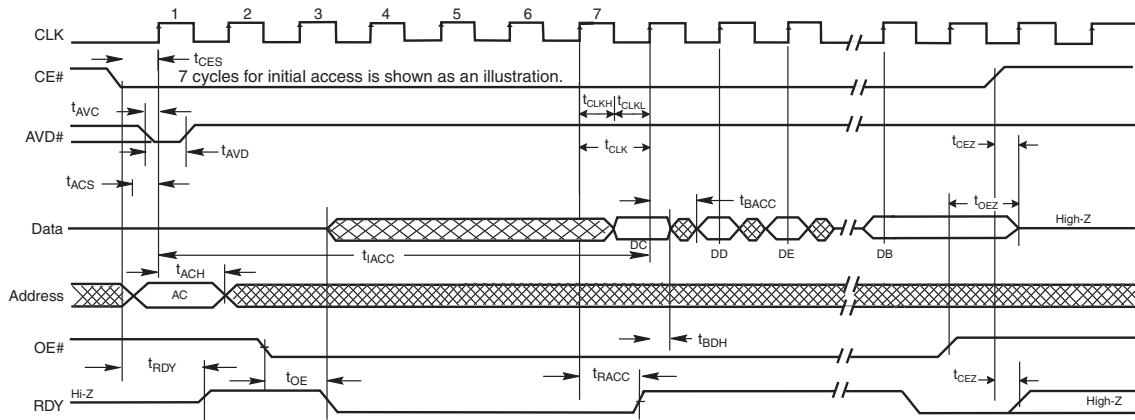 1 2 3 4 5 6 7
CLK
tCES
CE#
7 cycles for initial access is shown as an illustration.
tAVC
tCLKH tCLKL
AVD#
tAVD
tCLK
tCEZ
tACS
tBACC
tOEZ
Data
High-Z
DC
DD
DE
DB
tIACC
tACH
Address
AC
OE#
tBDH
tRDY
tOE
tRACC
tCEZ
Hi-Z
RDY
High-Z